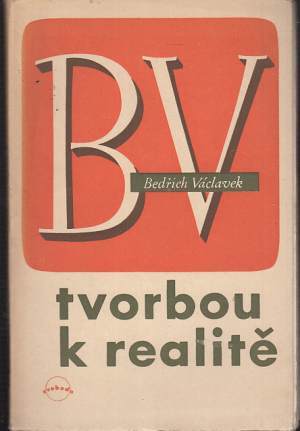 BV
Bedřich Václavek
tvorbou
k realitě
svoboda